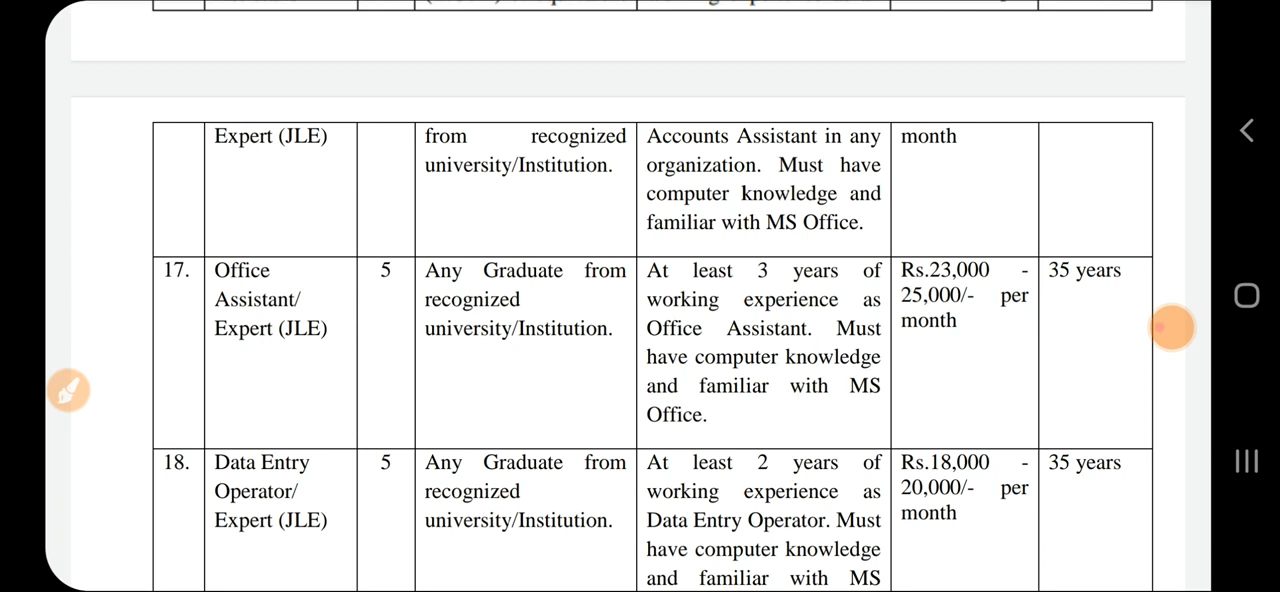 Expert (JLE)
from recognized
university/Institution.
Accounts Assistant in any
organization. Must have
computer knowledge and
familiar with MS Office.
month
17.
Office
Assistant/
Expert (JLE)
5
Any Graduate from
recognized
university/Institution.
At least 3 years of
working experience as
Office Assistant. Must
have computer knowledge
and familiar with MS
Office.
Rs.23,000 -
25,000/- per
month
35 years
18.
Data Entry
Operator/
Expert (JLE)
5
Any Graduate from
recognized
university/Institution.
At least 2 years of
working experience as
Data Entry Operator. Must
have computer knowledge
and familiar with MS
Rs.18,000 -
20,000/- per
month
35 years